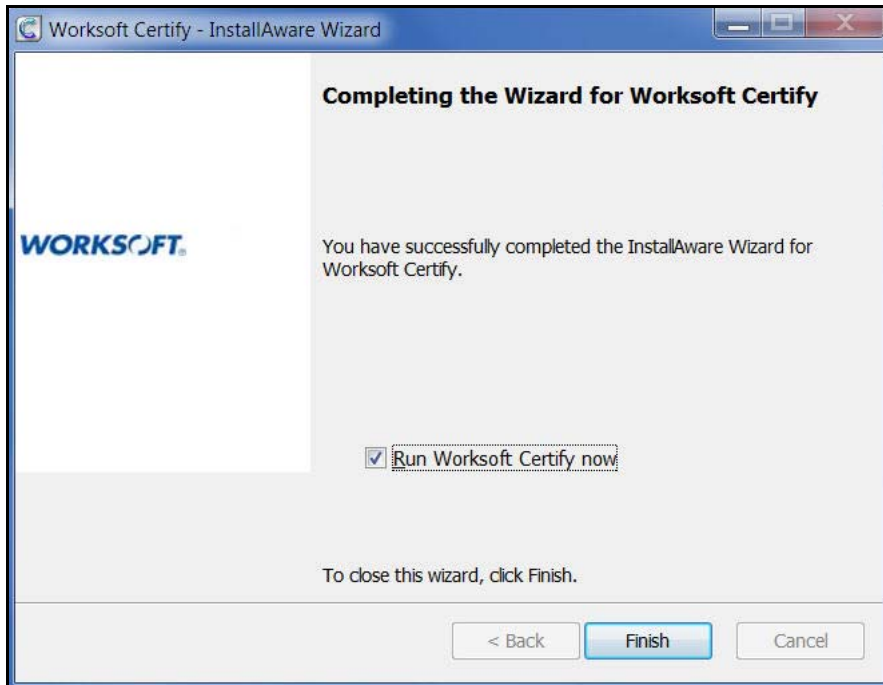 Worksoft Certify - InstallAware Wizard
Completing the Wizard for Worksoft Certify
WORKSOFT®
You have successfully completed the InstallAware Wizard for
Worksoft Certify.
Run Worksoft Certify now
To close this wizard, click Finish.
< Back Finish Cancel